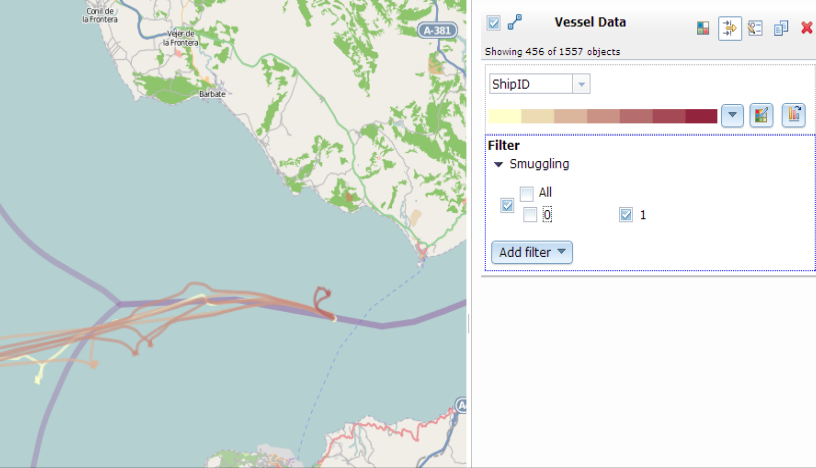 Conil de
la Frontera
Vejer de
la Frontera
A-381
Barbate
A
Vessel Data
Showing 456 of 1557 objects
ShipID
Filter
Smuggling
All
0
1
Add filter